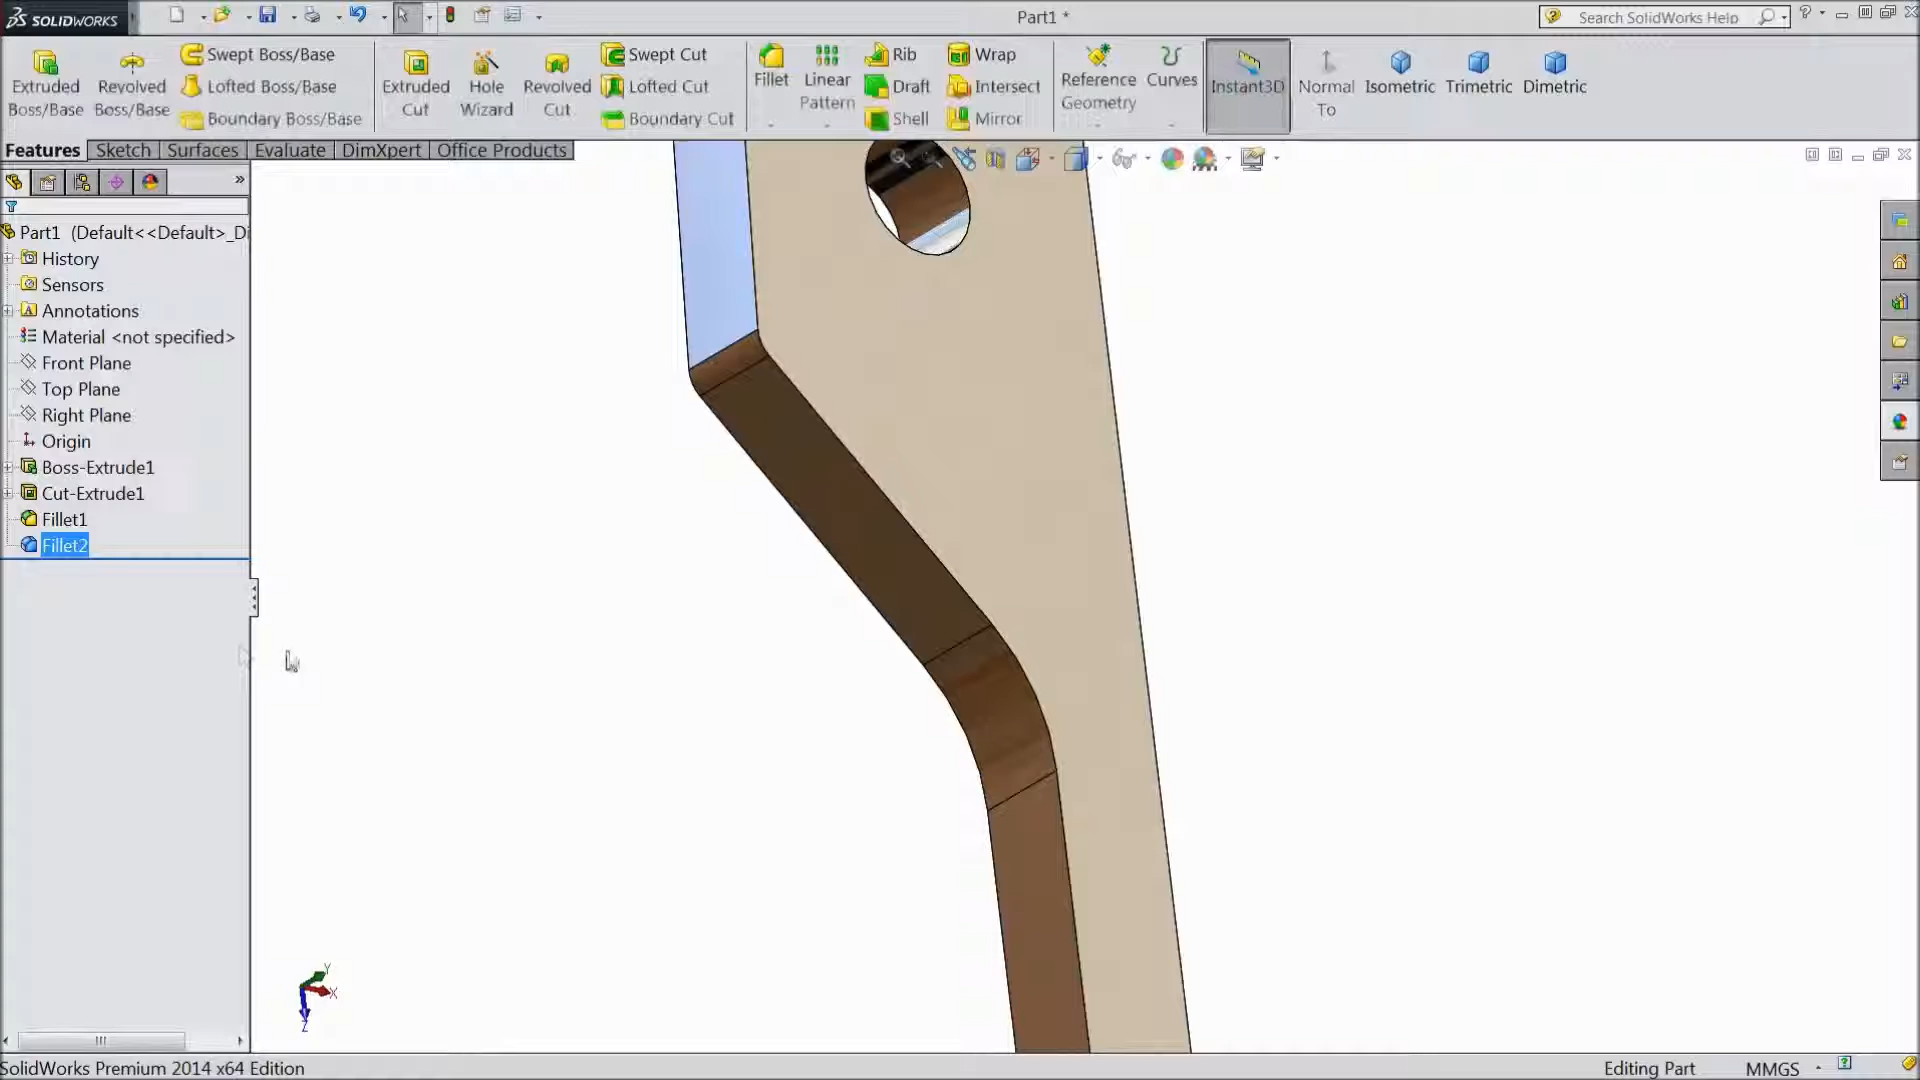 SOLIDWORKS
Part1 *
Search SolidWorks Help
Extruded Boss/Base
Revolved Boss/Base
Swept Boss/Base
Lofted Boss/Base
Boundary Boss/Base
Extruded Cut
Hole Wizard
Revolved Cut
Swept Cut
Lofted Cut
Boundary Cut
Fillet
Linear Pattern
Rib
Draft
Shell
Wrap
Intersect
Mirror
Reference Geometry
Curves
Instant3D
Normal To
Isometric
Trimetric
Dimetric
Features
Sketch
Surfaces
Evaluate
DimXpert
Office Products
Part1 (Default<<Default>_Di
History
Sensors
Annotations
Material <not specified>
Front Plane
Top Plane
Right Plane
Origin
Boss-Extrude1
Cut-Extrude1
Fillet1
Fillet2
Y
X
Z
SolidWorks Premium 2014 x64 Edition
Editing Part
MMGS